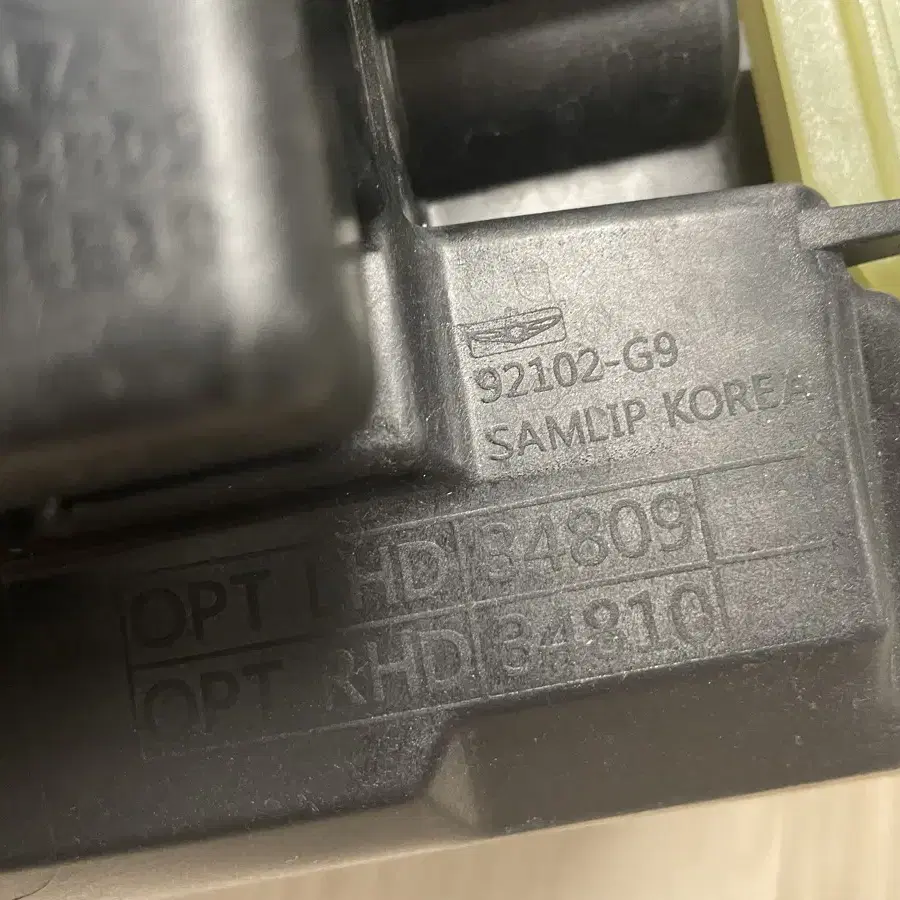 92102-G9
SAMLIP KOREA
OPT LHD 34809
OPT RHD 34810